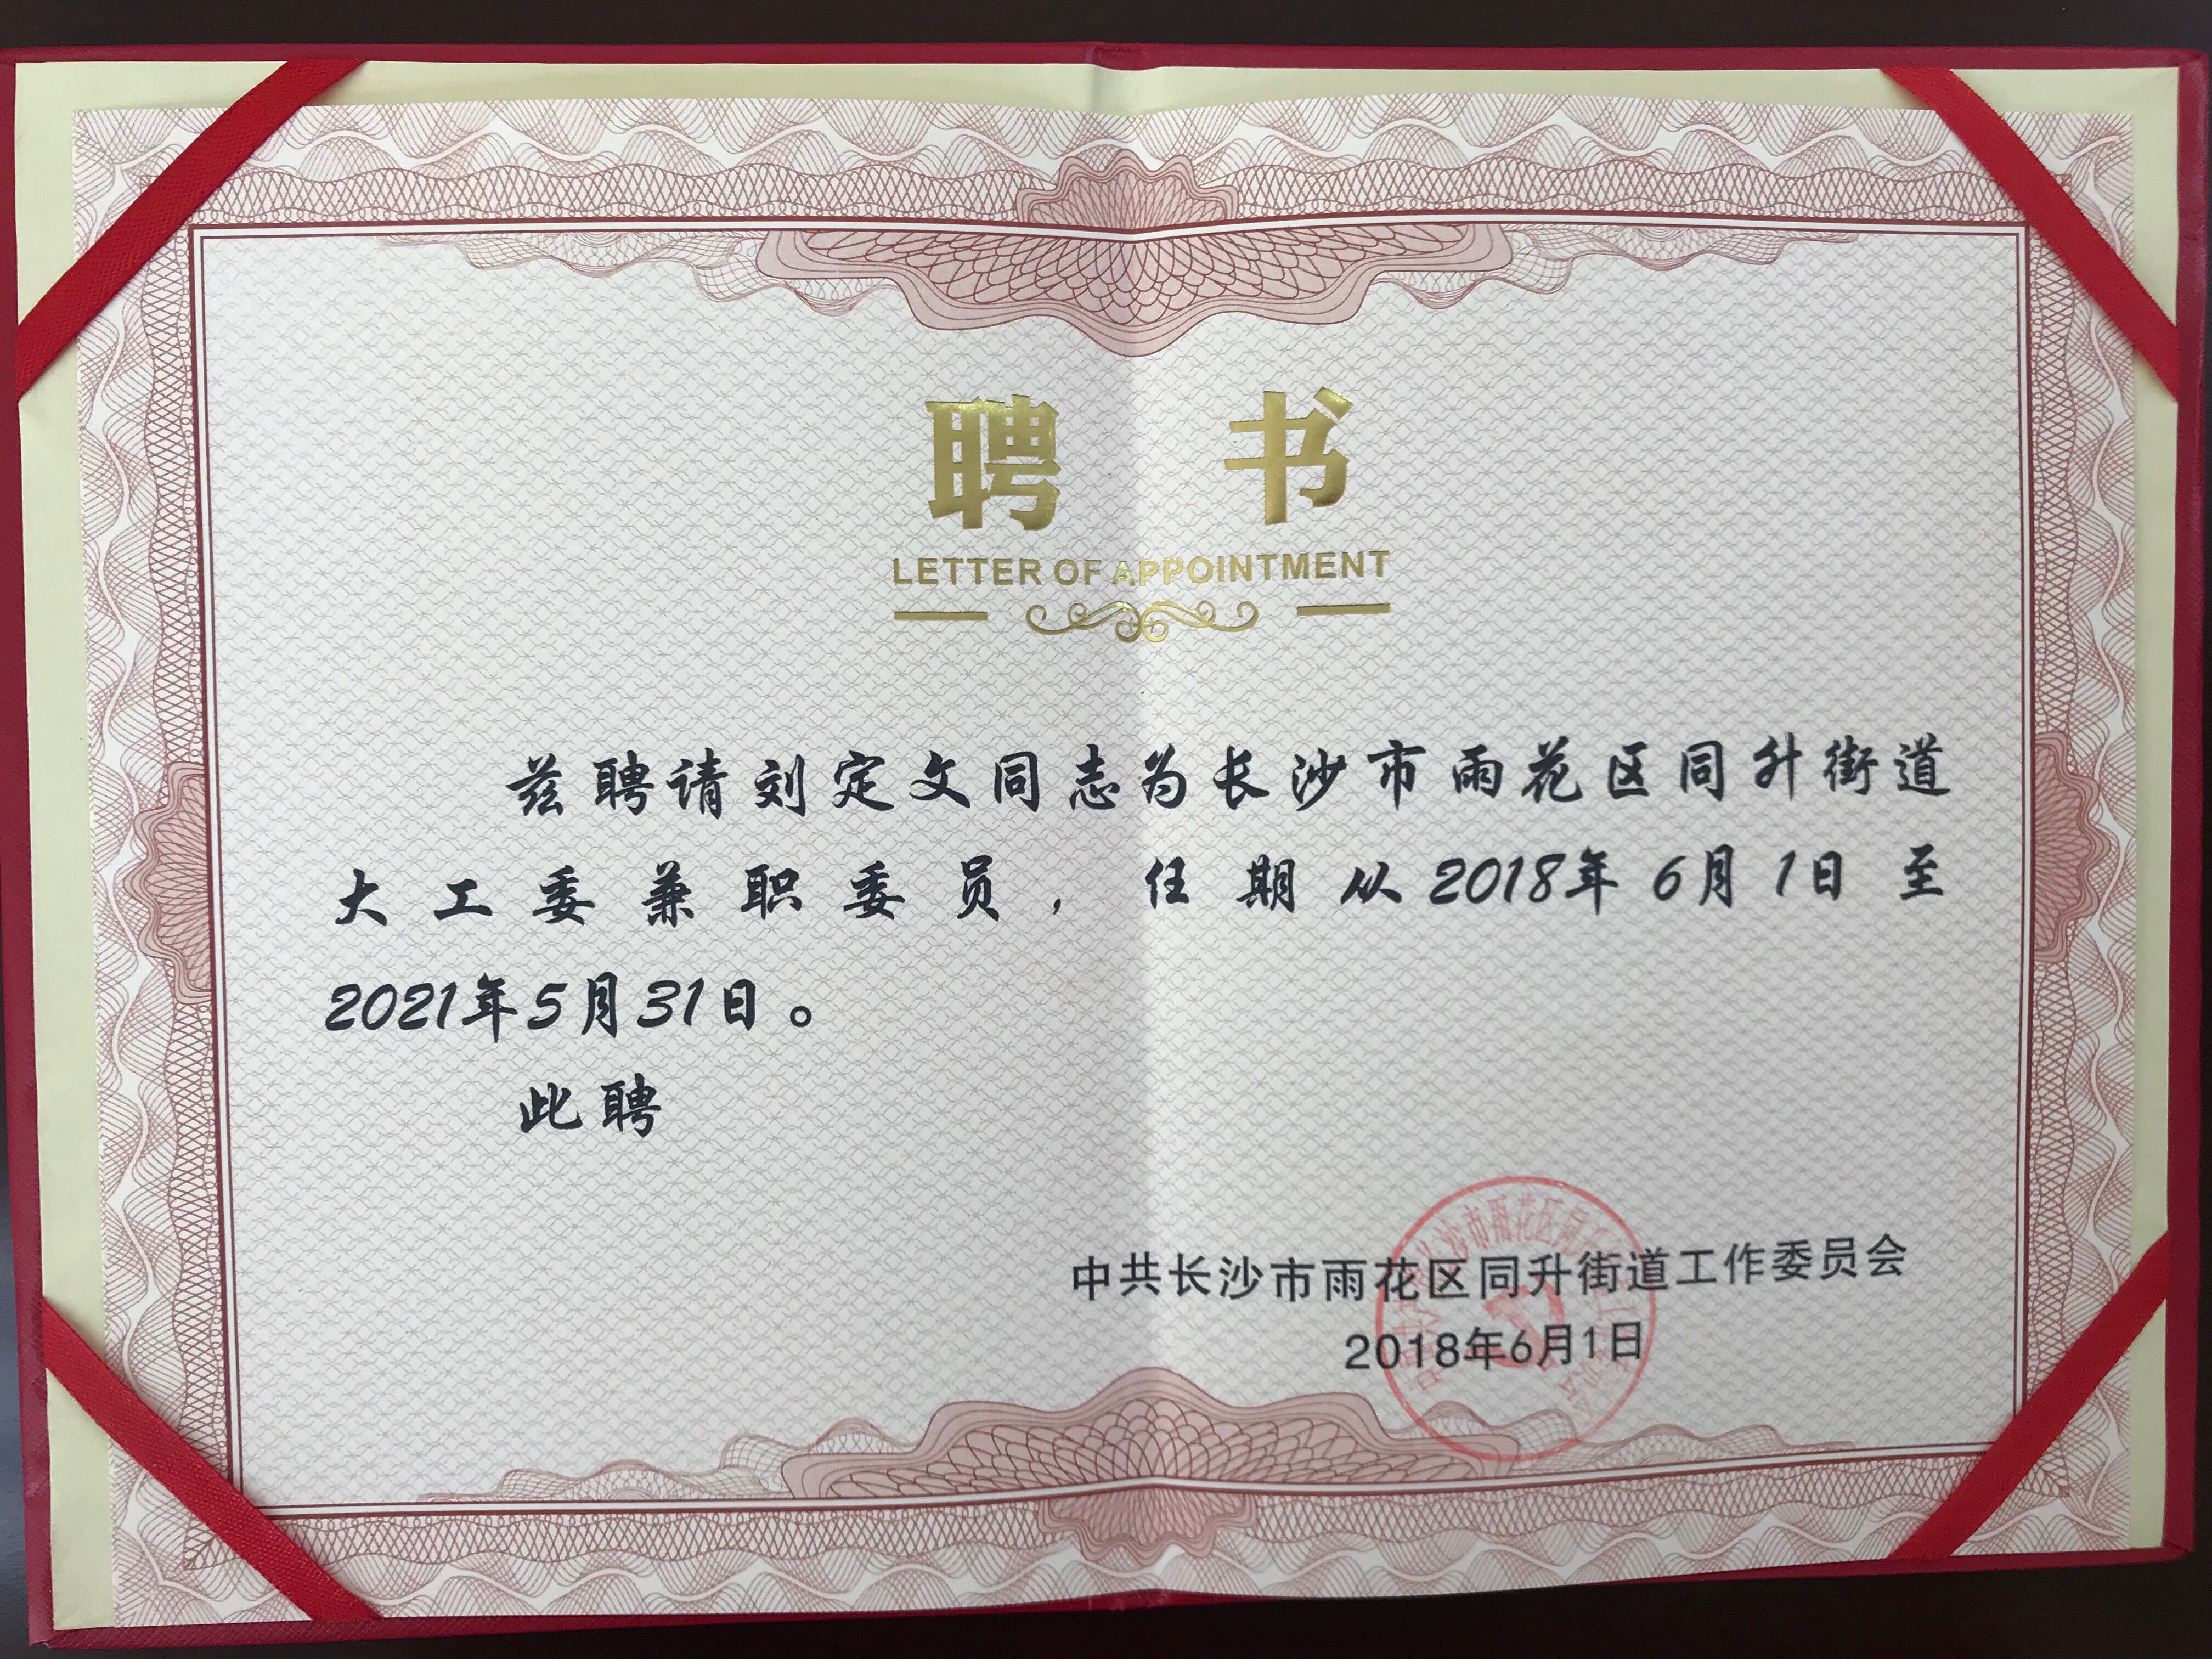 聘书
LETTER OF APPOINTMENT
兹聘请刘定文同志为长沙市雨花区同升街道
大工委兼职委员，任期从2018年6月1日至
2021年5月31日。
此聘
中共长沙市雨花区同升街道工作委员会
2018年6月1日